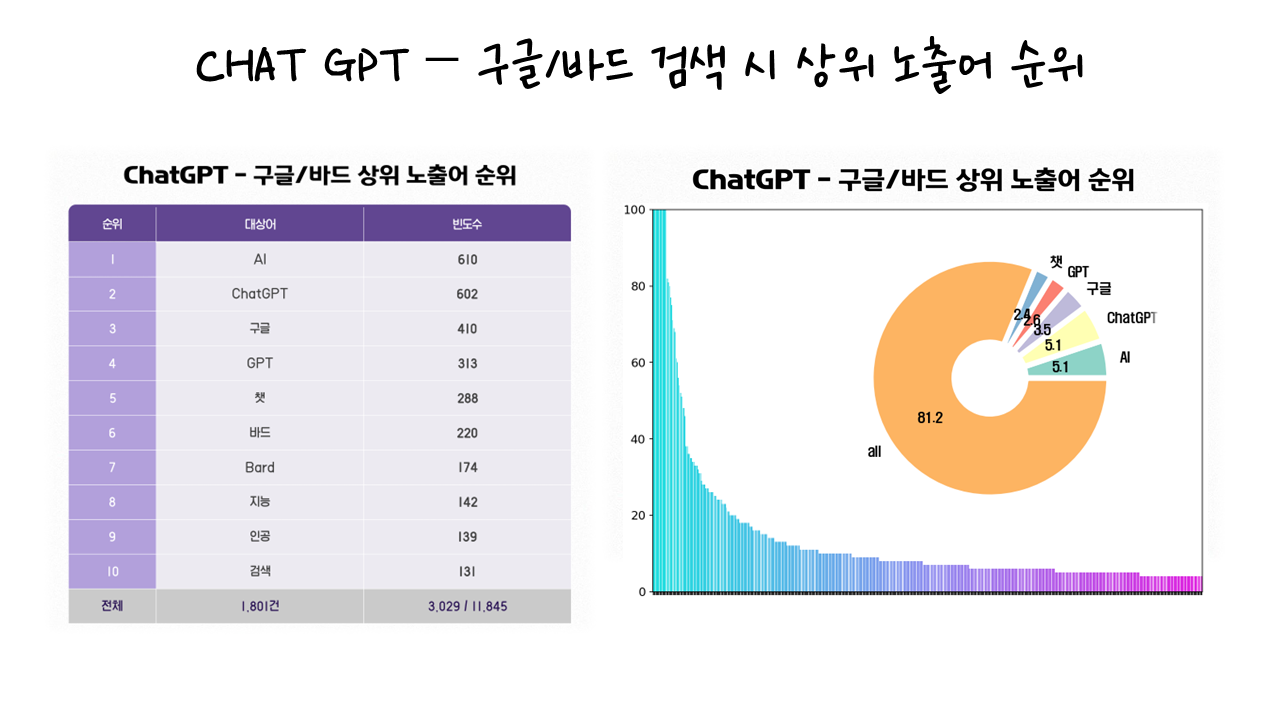 CHAT GPT – 구글/바드 검색 시 상위 노출어 순위
ChatGPT - 구글/바드 상위 노출어 순위
순위 대상어 빈도수
1 AI 610
2 ChatGPT 602
3 구글 410
4 GPT 313
5 챗 288
6 바드 220
7 Bard 174
8 지능 142
9 인공 139
10 검색 131
전체 1,801건 3,029 / 11,845
ChatGPT - 구글/바드 상위 노출어 순위
100
80
60
40
20
0
챗
GPT
구글
ChatGPT
AI
all
2.4
2.6
3.5
5.1
5.1
81.2